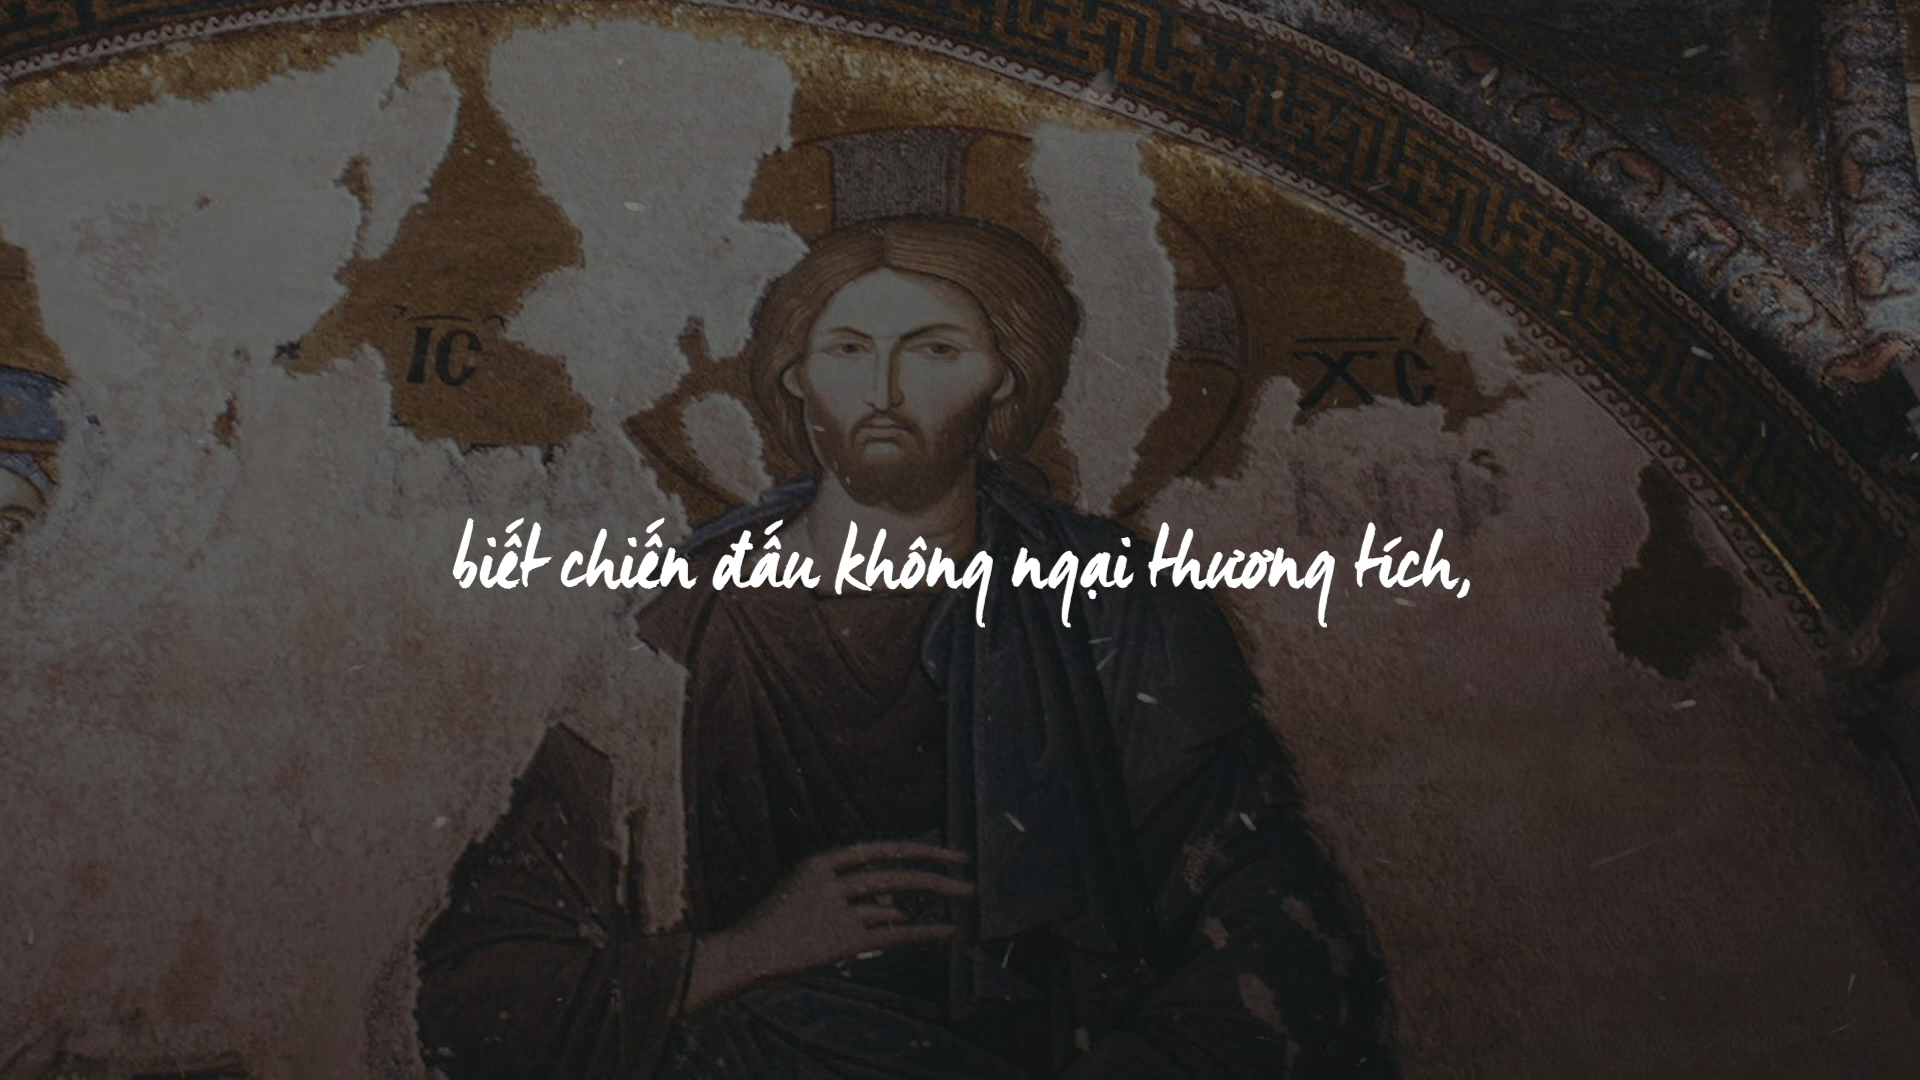 IC
XC
biết chiến đấu không ngại thương tích,